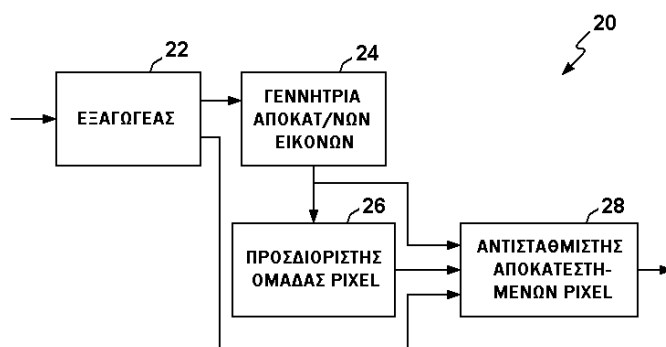 20
22
ΕΞΑΓΩΓΕΑΣ
24
ΓΕΝΝΗΤΡΙΑ
ΑΠΟΚΑΤ/ΝΩΝ
ΕΙΚΟΝΩΝ
26
ΠΡΟΣΔΙΟΡΙΣΤΗΣ
ΟΜΑΔΑΣ PIXEL
28
ΑΝΤΙΣΤΑΘΜΙΣΤΗΣ
ΑΠΟΚΑΤΕΣΤΗ-
ΜΕΝΩΝ PIXEL